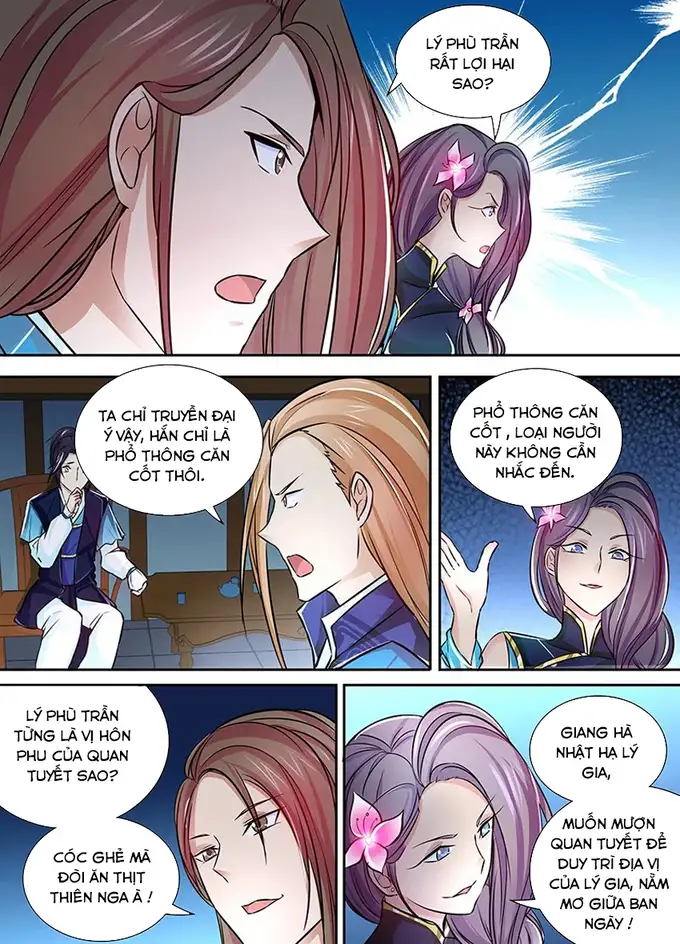 LÝ PHÙ TRẦN
RẤT LỢI HẠI
SAO?
TA CHỈ TRUYỀN ĐẠI
Ý VẬY, HẮN CHỈ LÀ
PHỔ THÔNG CĂN
CỐT THÔI.
PHỔ THÔNG CĂN
CỐT , LOẠI NGƯỜI
NÀY KHÔNG CẦN
NHẮC ĐẾN.
LÝ PHÙ TRẦN
TỪNG LÀ VỊ HÔN
PHU CỦA QUAN
TUYẾT SAO?
CÓC GHẺ MÀ
ĐÒI ĂN THỊT
THIÊN NGA À !
GIANG HÀ
NHẬT HẠ LÝ
GIA,
MUỐN MƯỢN
QUAN TUYẾT ĐỂ
DUY TRÌ ĐỊA VỊ
CỦA LÝ GIA, NẰM
MƠ GIỮA BAN
NGÀY !